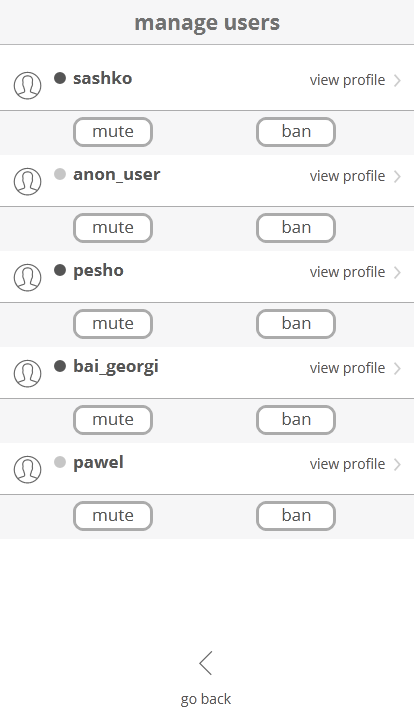 manage users
sashko view profile
mute ban
anon_user view profile
mute ban
pesho view profile
mute ban
bai_georgi view profile
mute ban
pawel view profile
mute ban
go back